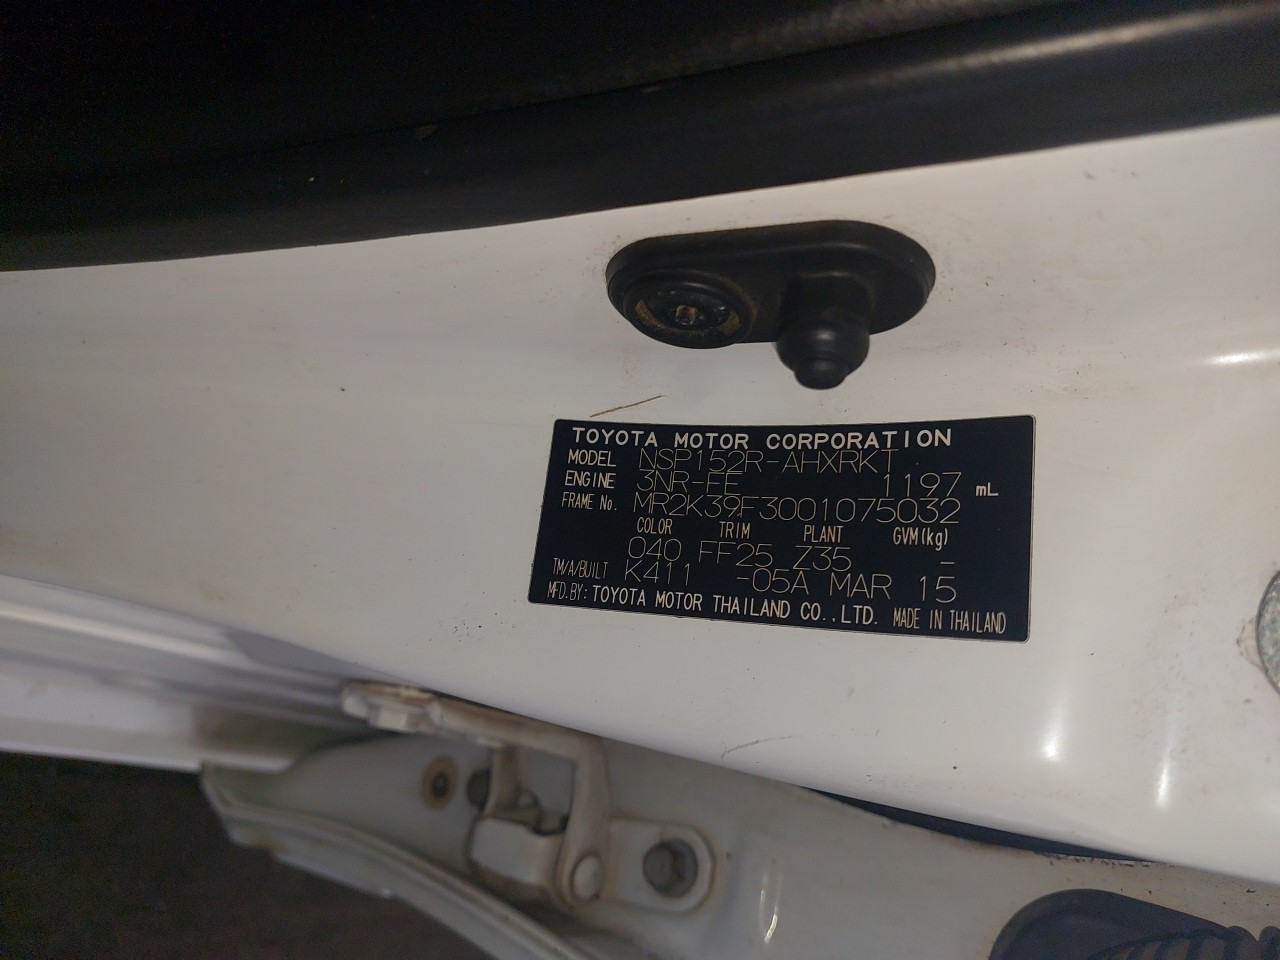 TOYOTA MOTOR CORPORATION
MODEL NSP152R-AHXRKT
ENGINE 3NR-FE 1197 mL
FRAME No. MR2K39F3001075032
COLOR TRIM PLANT GVM(kg)
040 FF25 Z35 -
TM/A/BUILT K411 -05A MAR 15
MFD.BY: TOYOTA MOTOR THAILAND CO.,LTD. MADE IN THAILAND